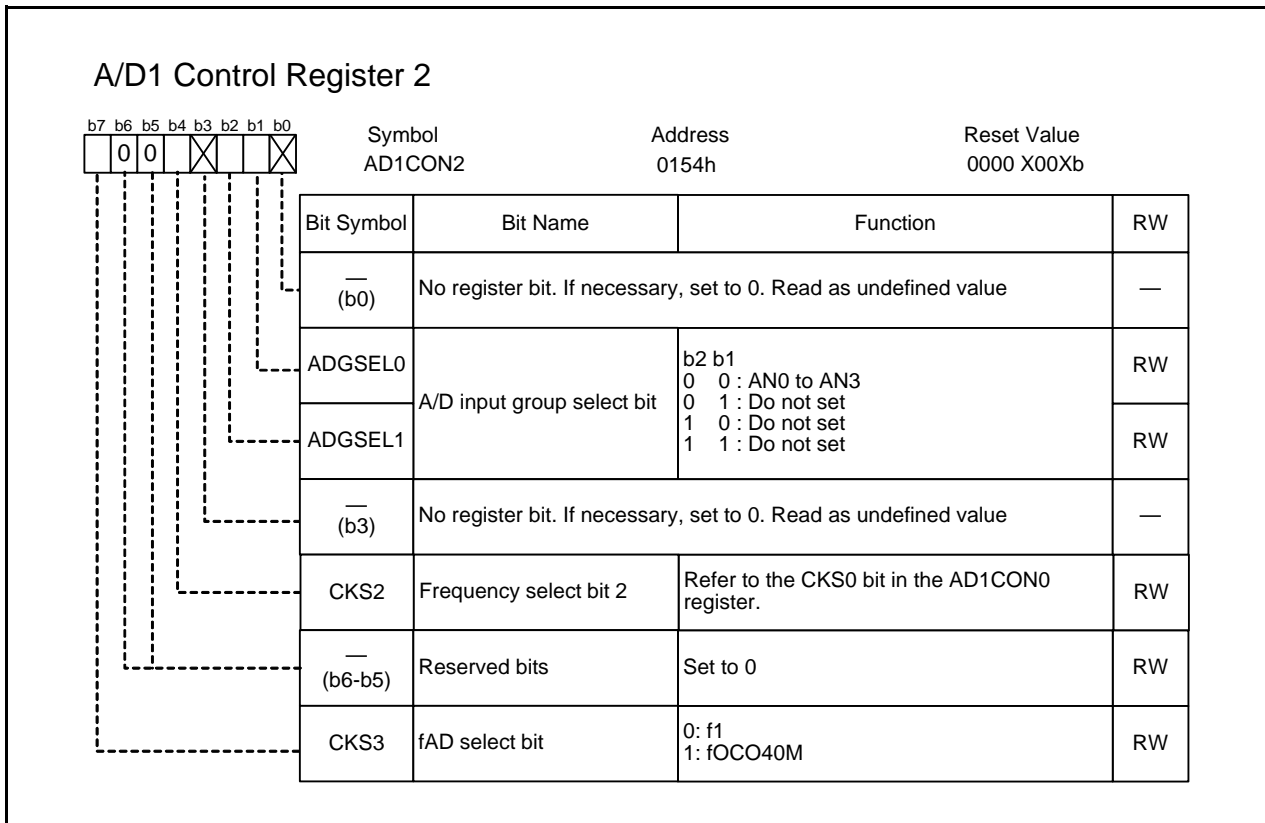 A/D1 Control Register 2
b7 b6 b5 b4 b3 b2 b1 b0
0 0
Symbol Address Reset Value
AD1CON2 0154h 0000 X00Xb
Bit Symbol Bit Name Function RW
— (b0) No register bit. If necessary, set to 0. Read as undefined value —
ADGSEL0 RW
A/D input group select bit
b2 b1
0 0 : AN0 to AN3
0 1 : Do not set
1 0 : Do not set
1 1 : Do not set
ADGSEL1 RW
— (b3) No register bit. If necessary, set to 0. Read as undefined value —
CKS2 Frequency select bit 2 Refer to the CKS0 bit in the AD1CON0
register. RW
— (b6-b5) Reserved bits Set to 0 RW
CKS3 fAD select bit 0: f1
1: fOCO40M RW